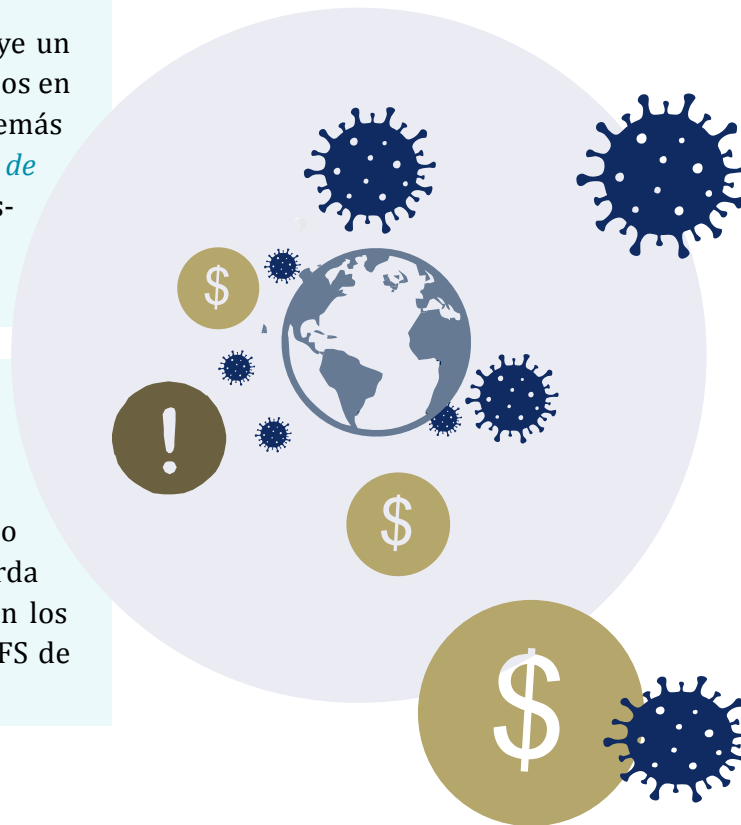 ye un
os en
emás
de
s-
$
!
o
rda
n los
FS de
$
$